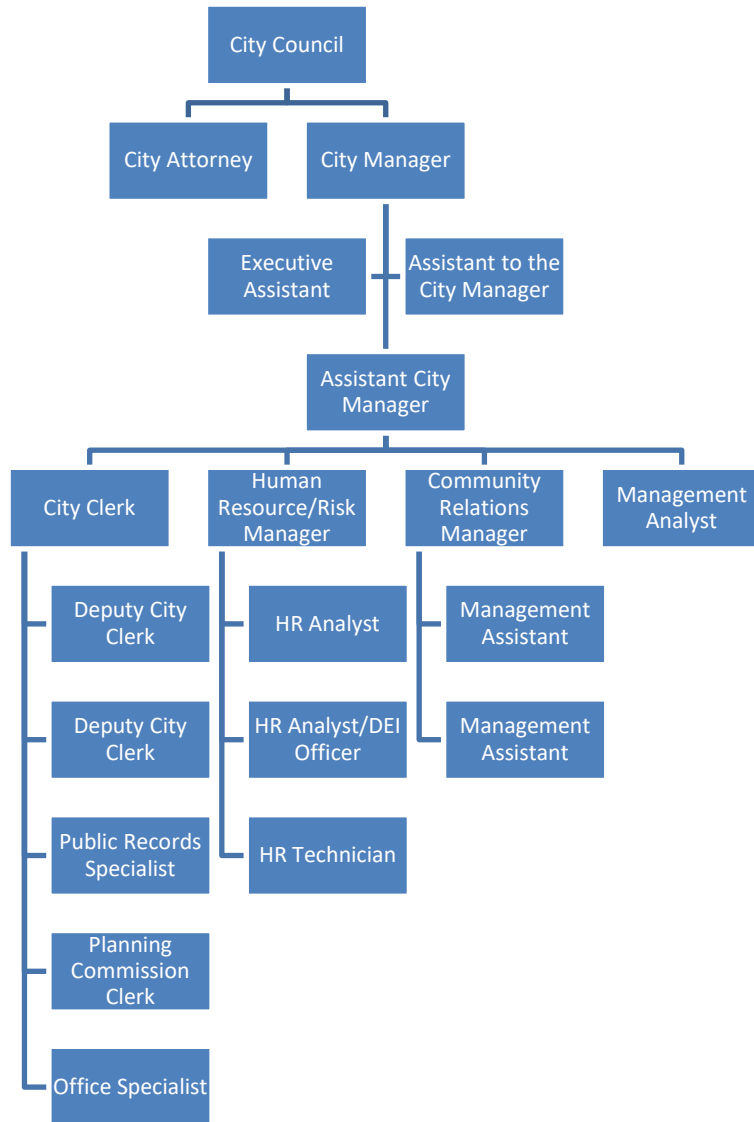 City Council
City Attorney
City Manager
Executive
Assistant
Assistant to the
City Manager
Assistant City
Manager
City Clerk
Human
Resource/Risk
Manager
Community
Relations
Manager
Management
Analyst
Deputy City
Clerk
HR Analyst
Management
Assistant
Deputy City
Clerk
HR Analyst/DEI
Officer
Management
Assistant
Public Records
Specialist
HR Technician
Planning
Commission
Clerk
Office Specialist